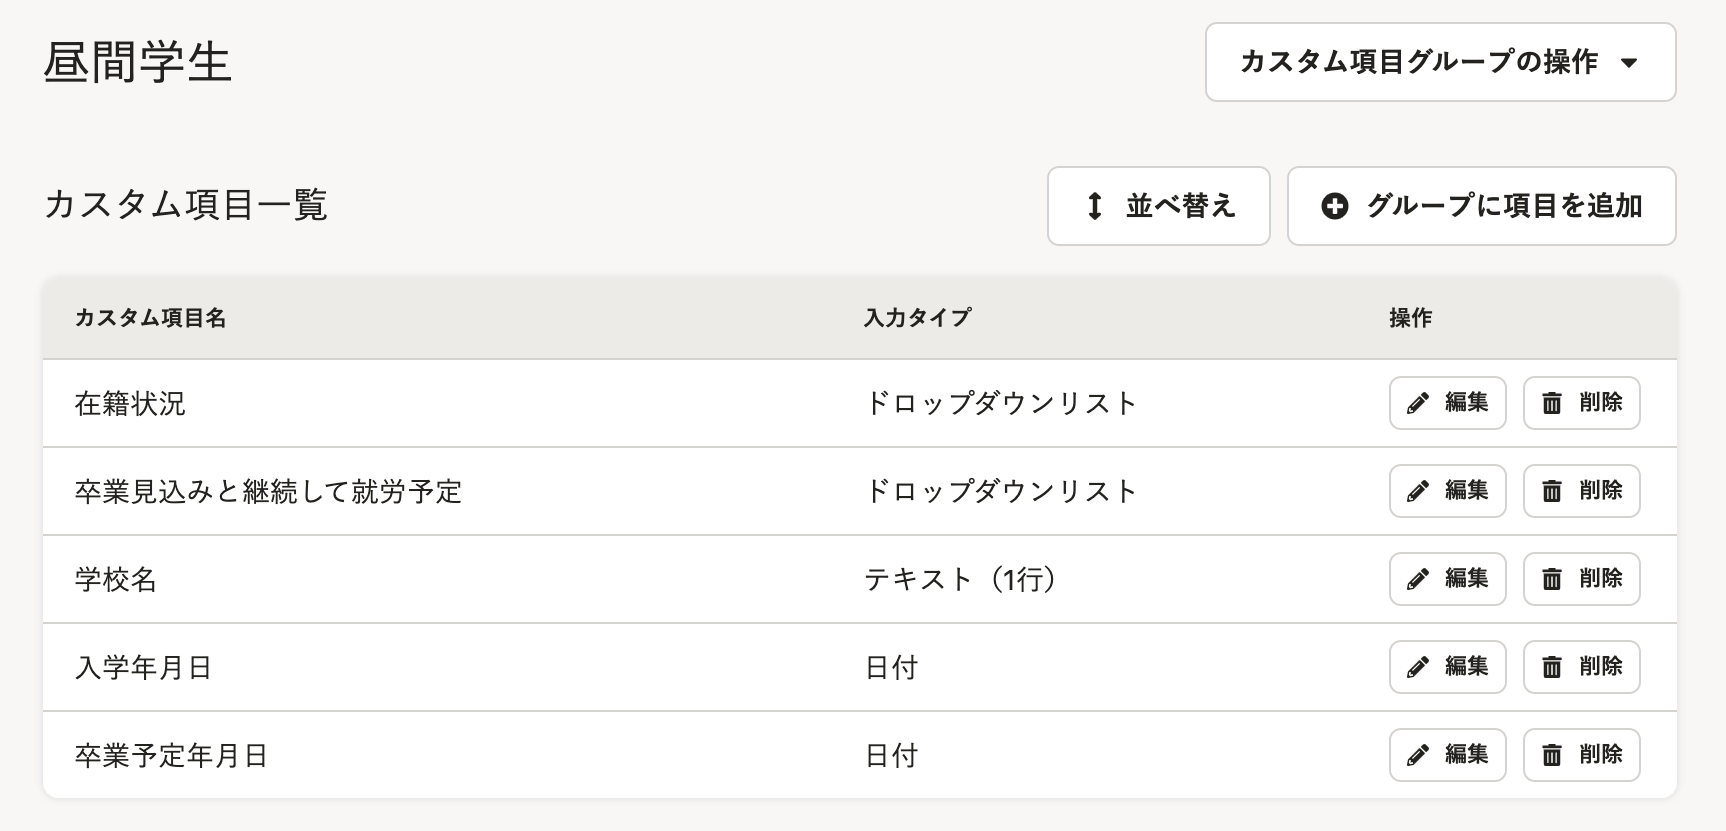 昼間学生
カスタム項目グループの操作
カスタム項目一覧
並べ替え
グループに項目を追加
カスタム項目名 入力タイプ 操作
在籍状況 ドロップダウンリスト 編集 削除
卒業見込みと継続して就労予定 ドロップダウンリスト 編集 削除
学校名 テキスト（1行） 編集 削除
入学年月日 日付 編集 削除
卒業予定年月日 日付 編集 削除